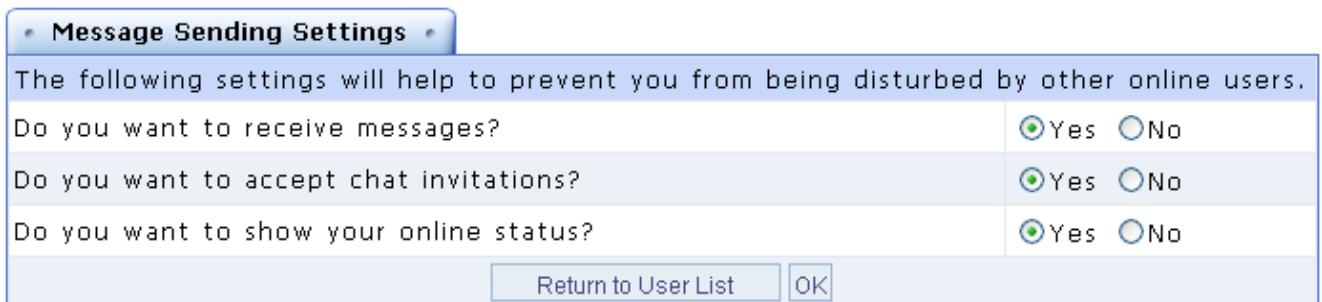 Message Sending Settings
The following settings will help to prevent you from being disturbed by other online users.
Do you want to receive messages? Yes No
Do you want to accept chat invitations? Yes No
Do you want to show your online status? Yes No
Return to User List OK